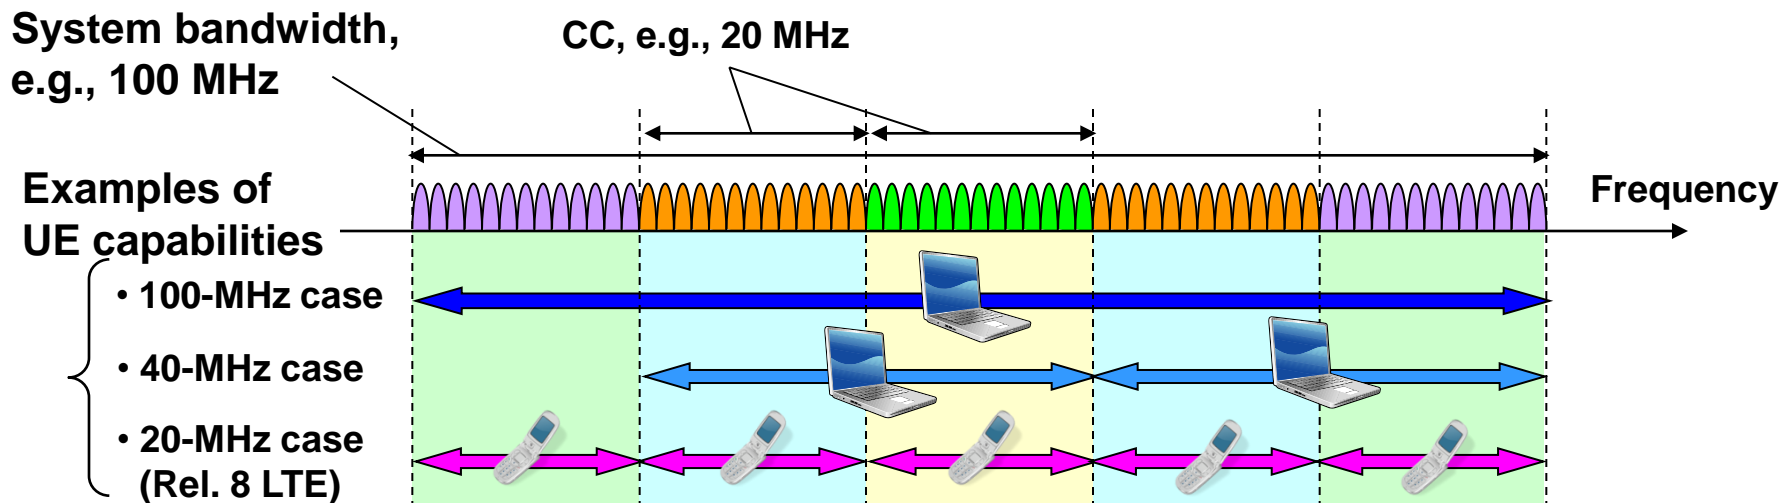 System bandwidth,
e.g., 100 MHz
CC, e.g., 20 MHz
Examples of
UE capabilities
Frequency
• 100-MHz case
• 40-MHz case
• 20-MHz case
(Rel. 8 LTE)